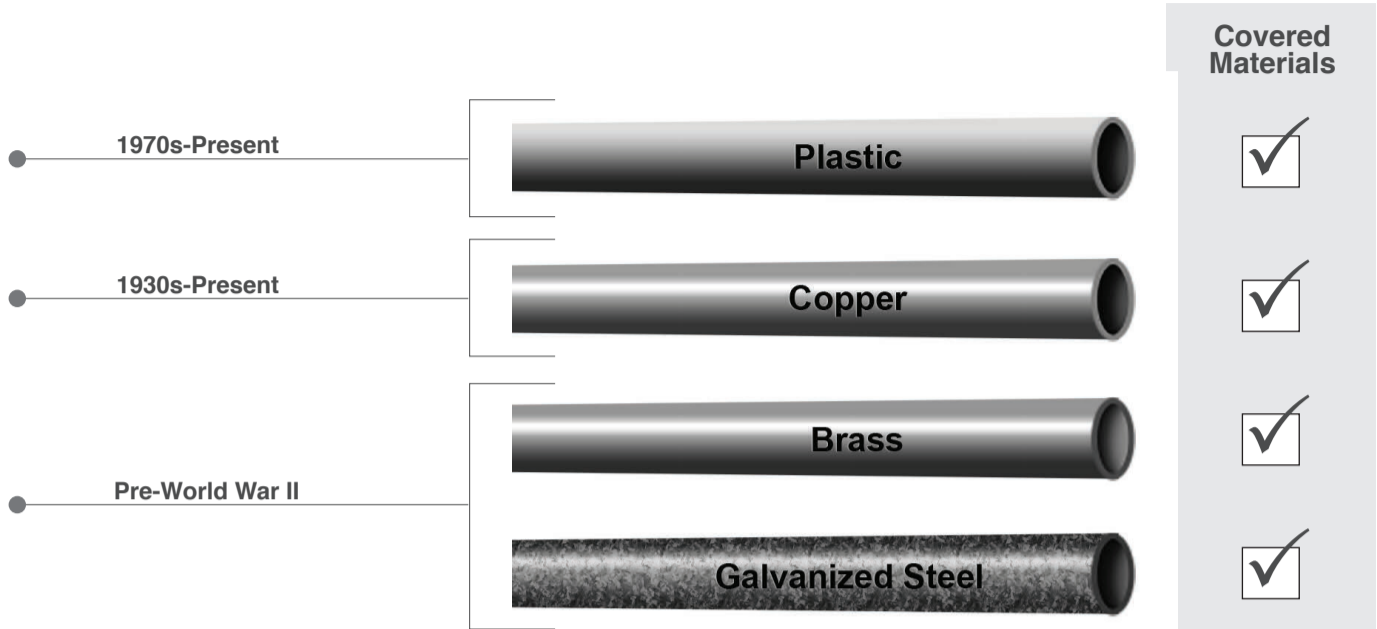 Covered
Materials
1970s-Present
Plastic
1930s-Present
Copper
Brass
Pre-World War II
Galvanized Steel